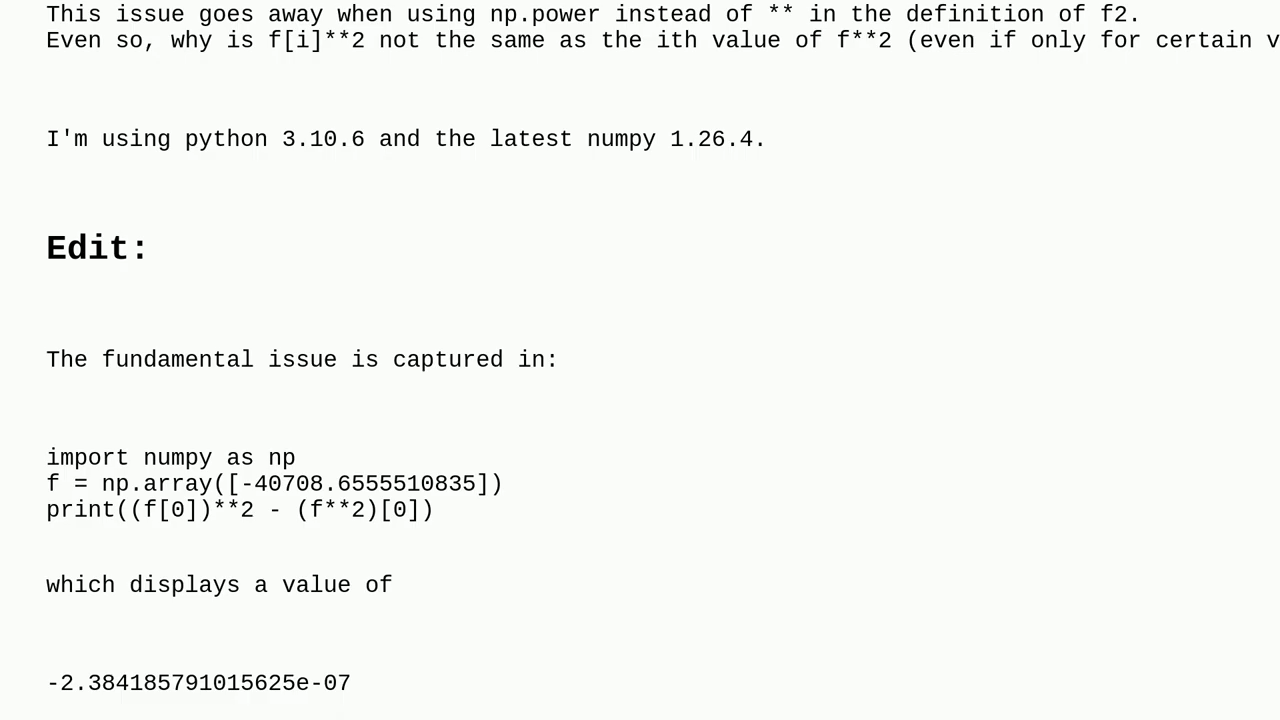 This issue goes away when using np.power instead of ** in the definition of f2.
Even so, why is f[i]**2 not the same as the ith value of f**2 (even if only for certain
I'm using python 3.10.6 and the latest numpy 1.26.4.
Edit:
The fundamental issue is captured in:
import numpy as np
f = np.array([-40708.6555510835])
print((f[0])**2 - (f**2)[0])
which displays a value of
-2.384185791015625e-07